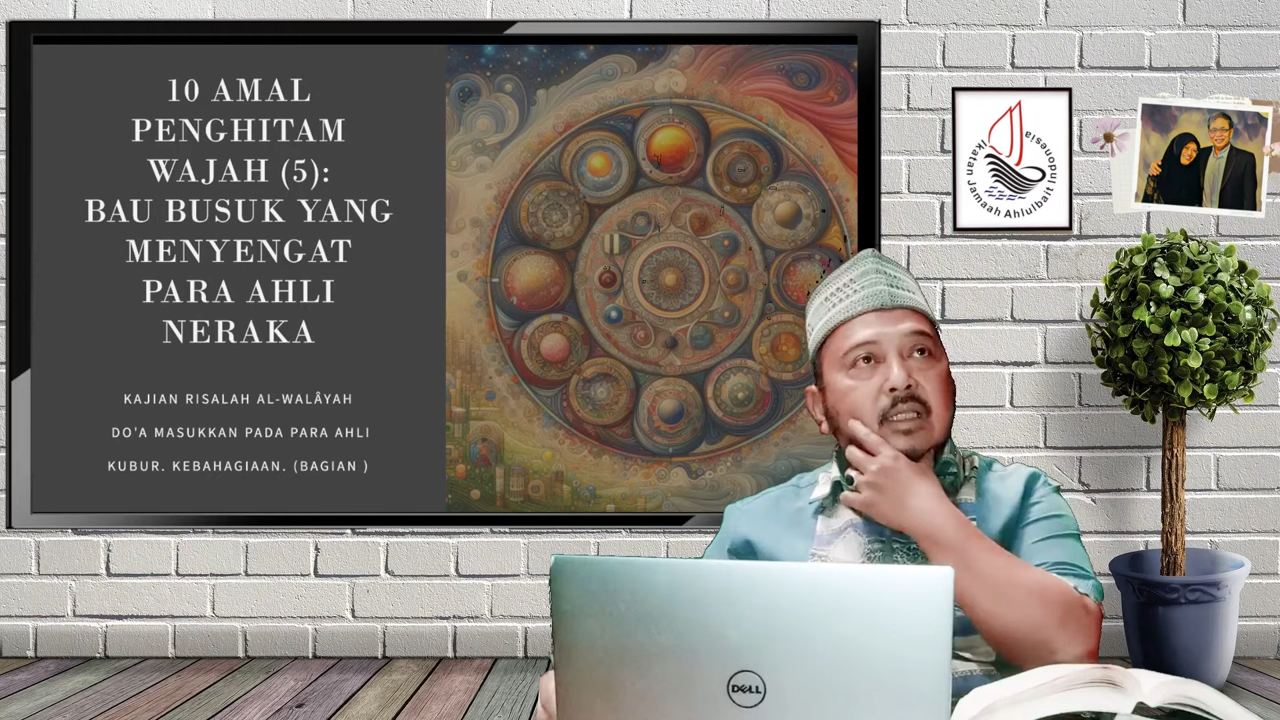 10 AMAL
PENGHITAM
WAJAH (5):
BAU BUSUK YANG
MENYENGAT
PARA AHLI
NERAKA
KAJIAN RISALAH AL-WALÂYAH
DO'A MASUKKAN PADA PARA AHLI
KUBUR. KEBAHAGIAAN. (BAGIAN )
Ikatan Jamaah Ahlulbait Indonesia
DELL